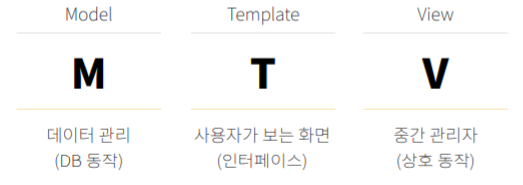 Model Template View
M T V
데이터 관리 사용자가 보는 화면 중간 관리자
(DB 동작) (인터페이스) (상호 동작)